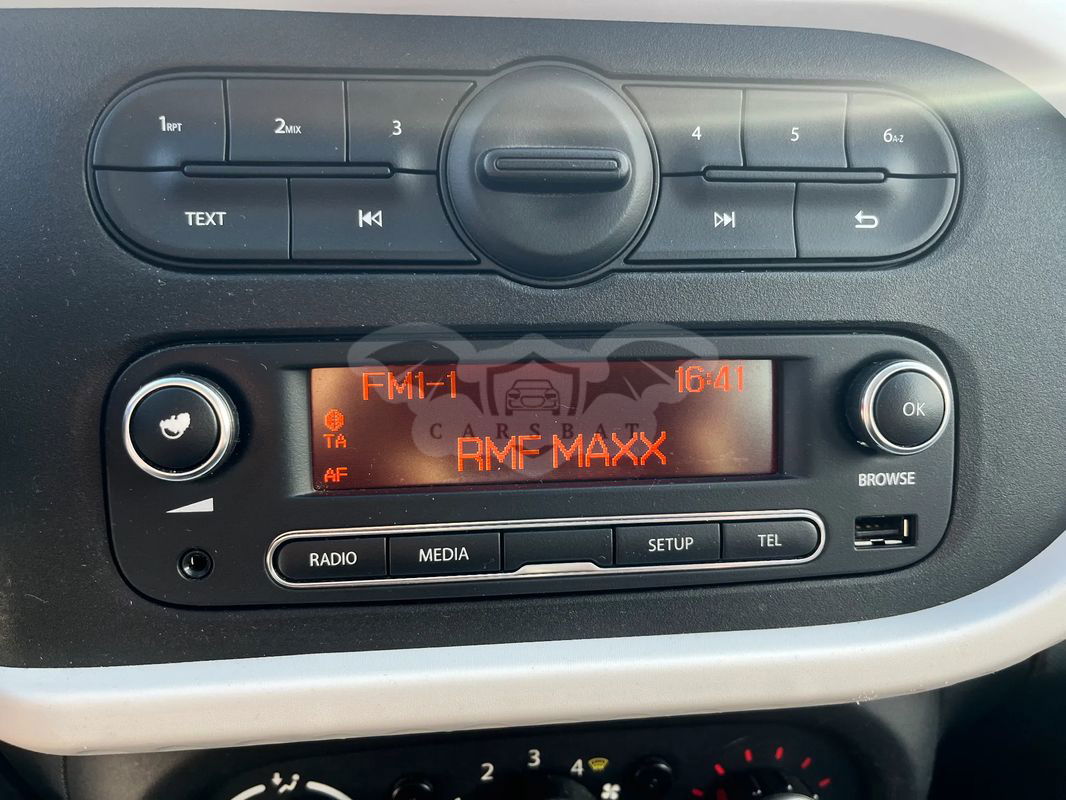 1RPT 2MIX 3 4 5 6A-Z
TEXT
FM1-1 16:41
CARSBAT
TA
RMF MAXX
AF
OK
BROWSE
RADIO MEDIA SETUP TEL
2 3 4